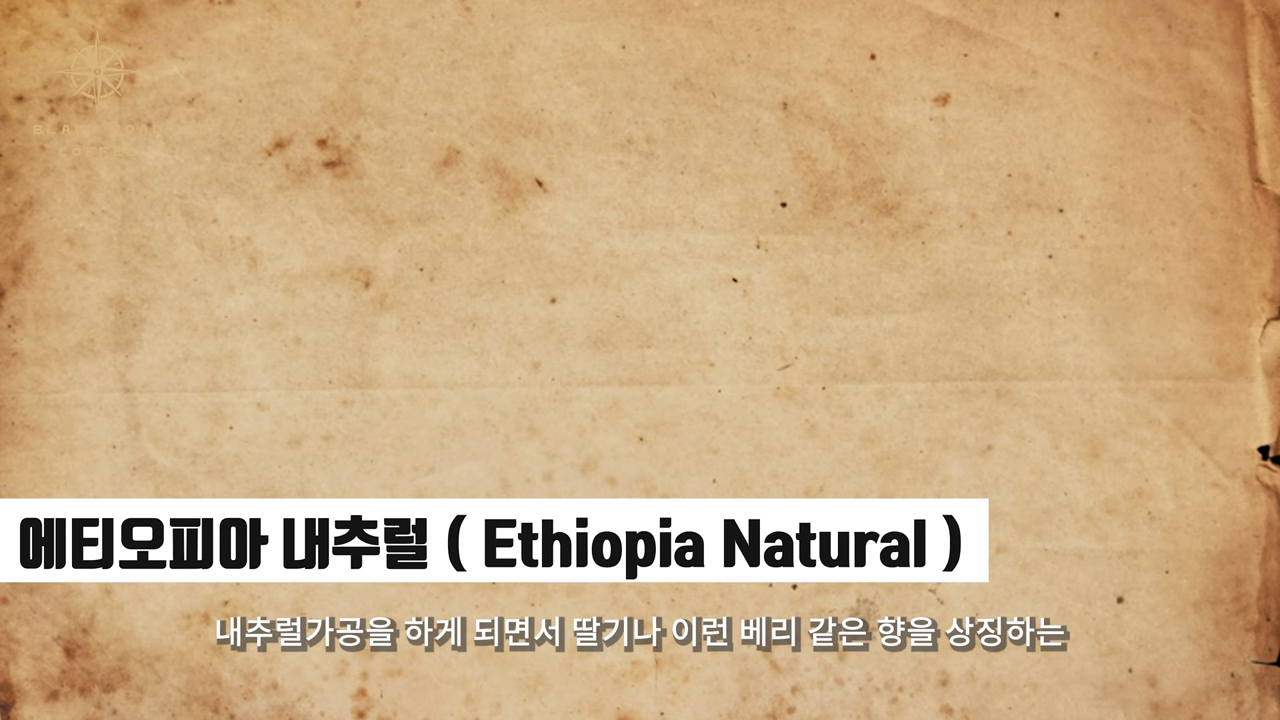 에티오피아 내추럴 ( Ethiopia Natural )
내추럴가공을 하게 되면서 딸기나 이런 베리 같은 향을 상징하는